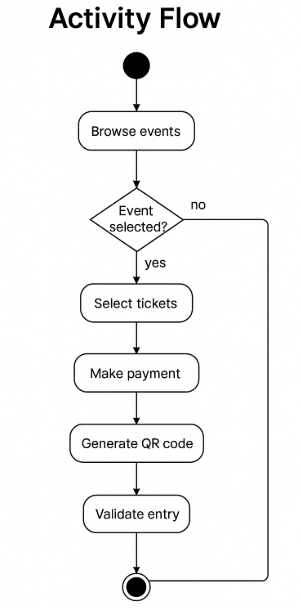 Activity Flow
Browse events
Event
selected?
no
yes
Select tickets
Make payment
Generate QR code
Validate entry